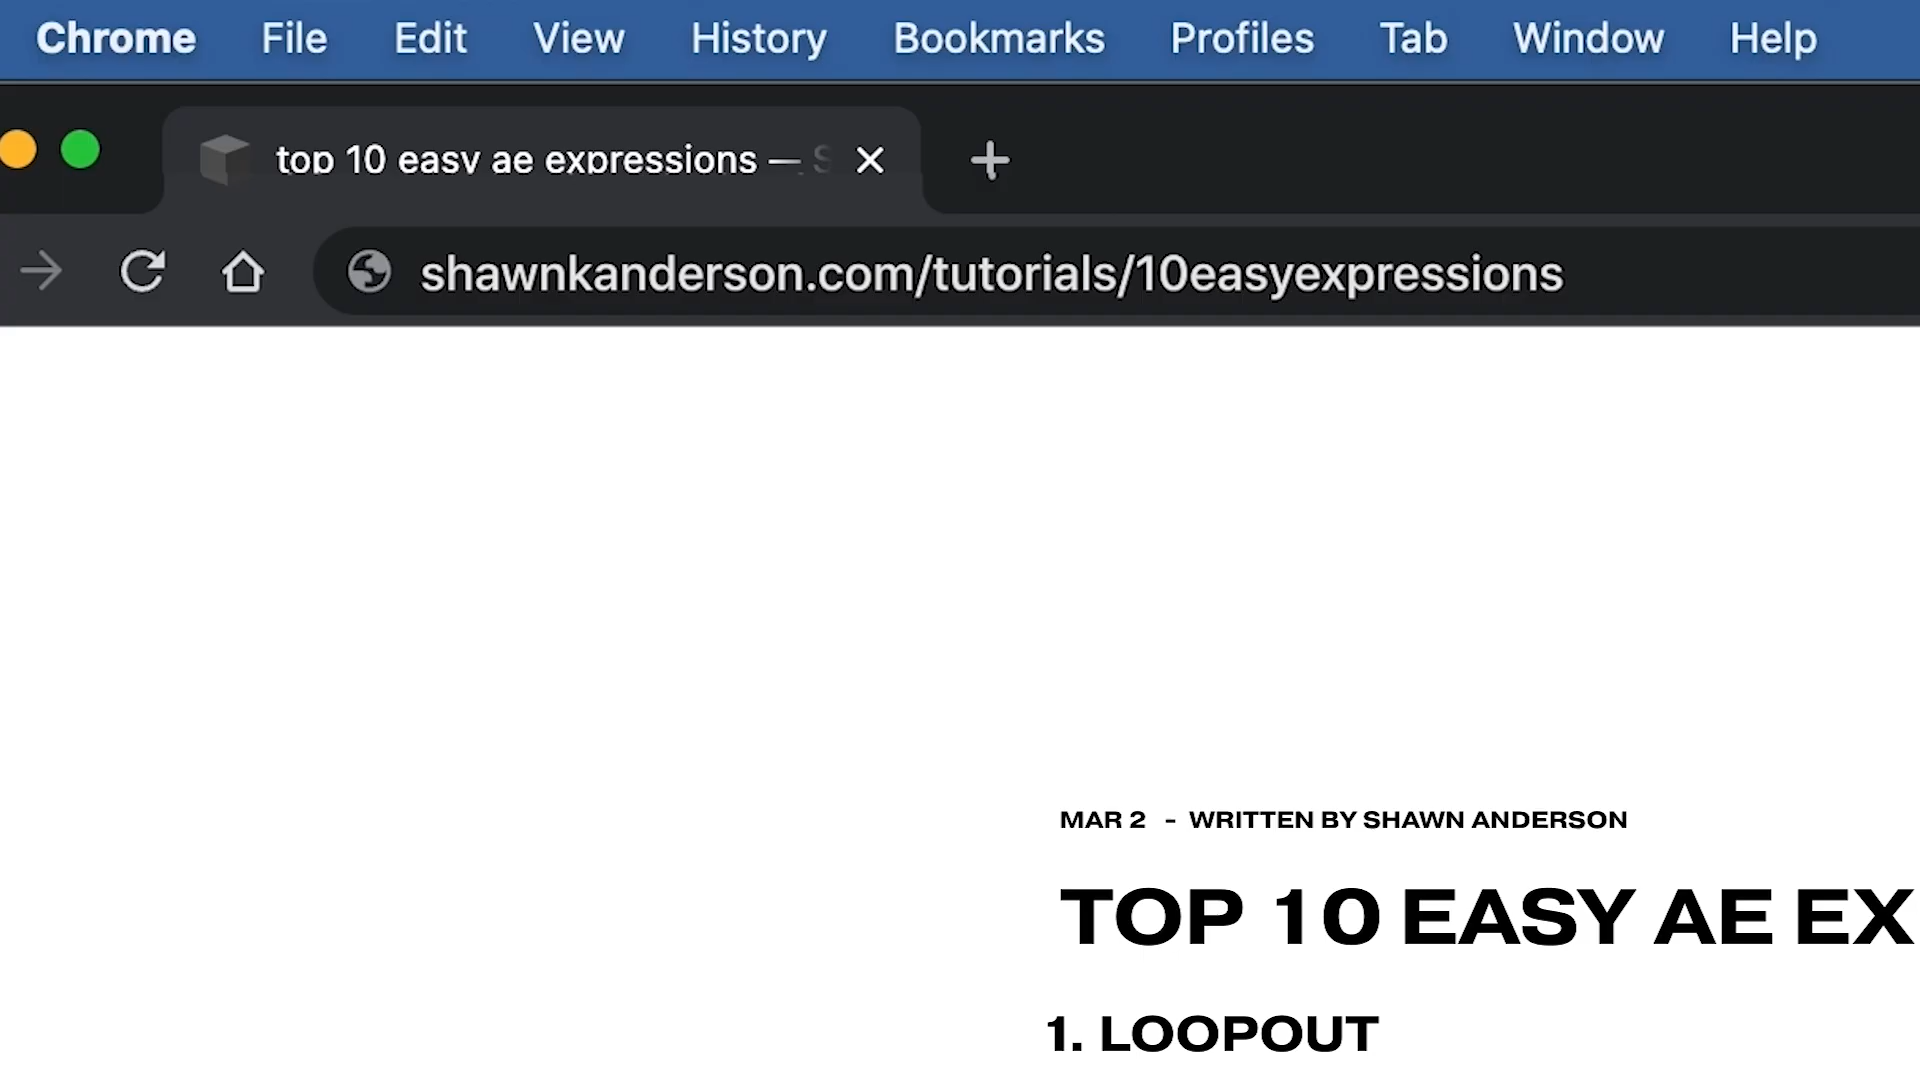 Chrome File Edit View History Bookmarks Profiles Tab Window Help
top 10 easy ae expressions — S
shawnkanderson.com/tutorials/10easyexpressions
MAR 2 - WRITTEN BY SHAWN ANDERSON
TOP 10 EASY AE EX
1. LOOPOUT